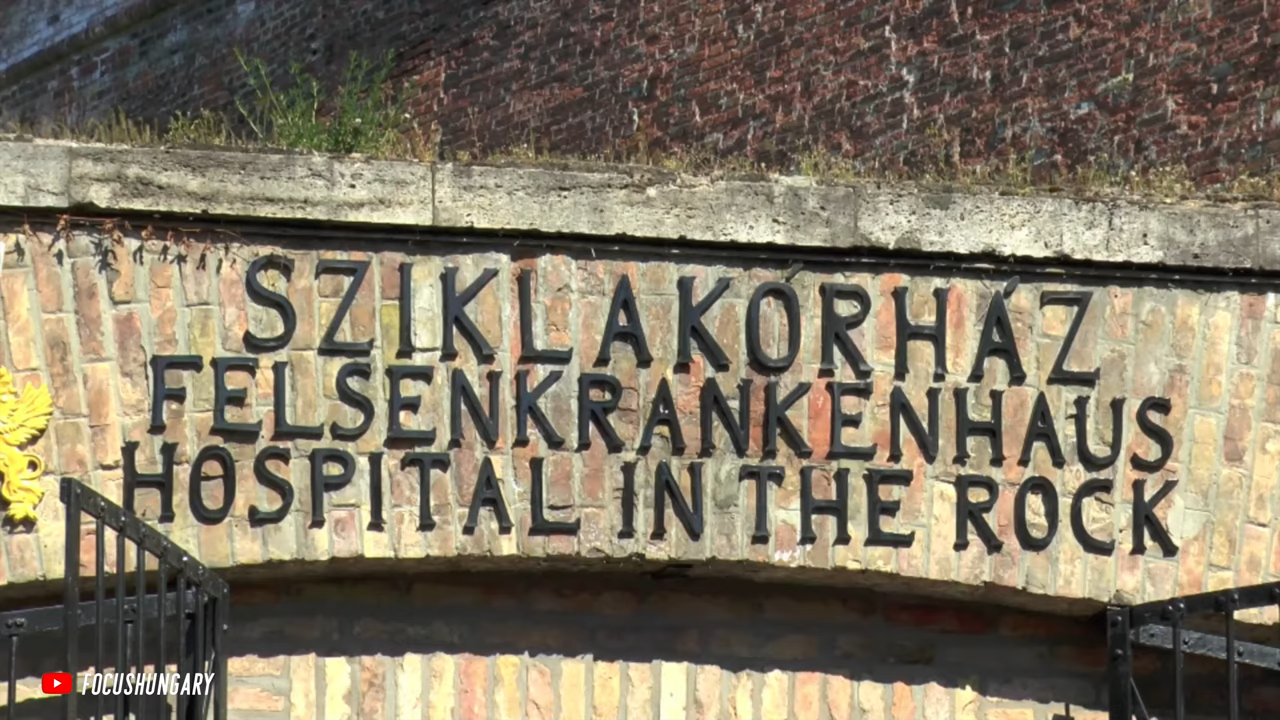 SZIKLAKÓRHÁZ
FELSENKRANKENHAUS
HOSPITAL IN THE ROCK
FOCUSHUNGARY